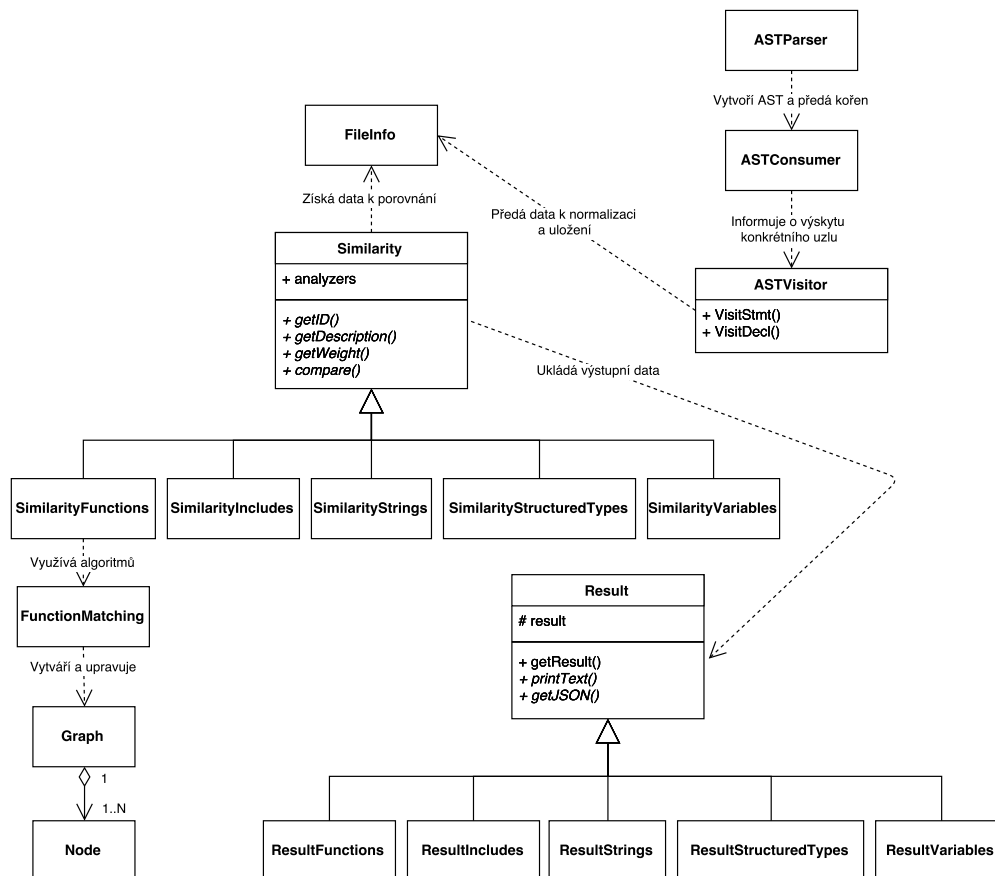 ASTParser
Vytvoří AST a předá kořen
FileInfo
ASTConsumer
Získá data k porovnání
Předá data k normalizaci
a uložení
Informuje o výskytu
konkrétního uzlu
Similarity
+ analyzers
+ getID()
+ getDescription()
+ getWeight()
+ compare()
ASTVisitor
+ VisitStmt()
+ VisitDecl()
Ukládá výstupní data
SimilarityFunctions
SimilarityIncludes
SimilarityStrings
SimilarityStructuredTypes
SimilarityVariables
Využívá algoritmů
FunctionMatching
Vytváří a upravuje
Result
# result
+ getResult()
+ printText()
+ getJSON()
Graph
1
1..N
Node
ResultFunctions
ResultIncludes
ResultStrings
ResultStructuredTypes
ResultVariables